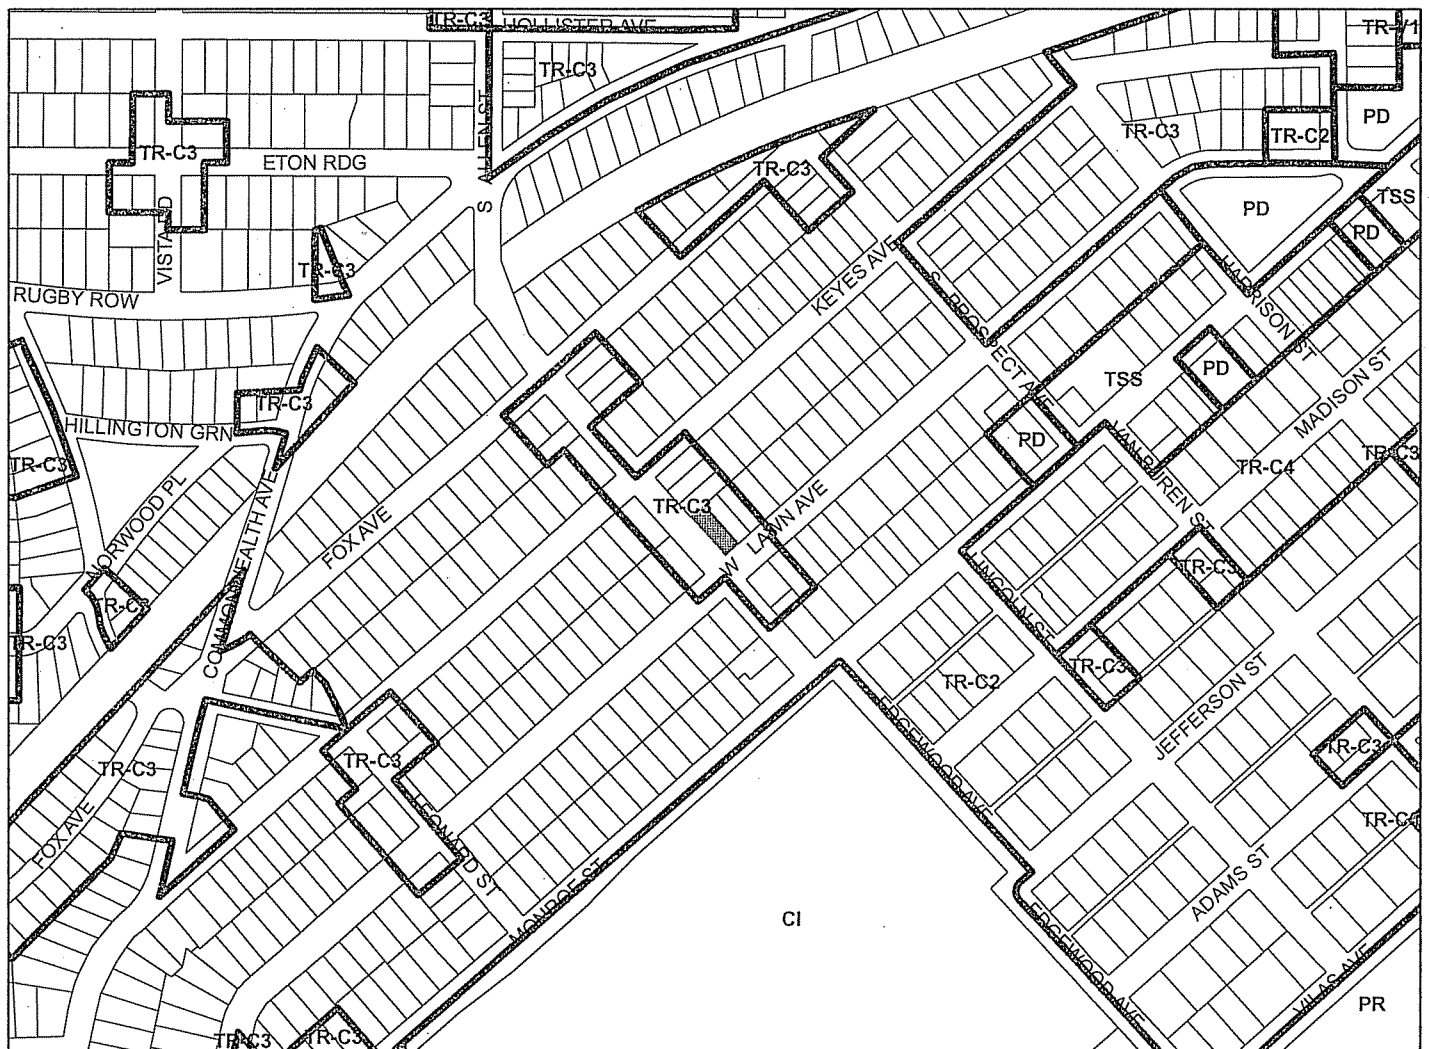 TR-C3
HOLLISTER AVE
TR-V1
TR-C3
S ALLEN ST
PD
TR-C3
TR-C2
TR-C3
ETON RDG
TR-C3
TSS
PD
PD
VISTA RD
TR-C3
KEYES AVE
S PROSPECT AVE
HARRISON ST
RUGBY ROW
PD
TSS
MADISON ST
TR-C3
HILLINGTON GRN
PD
VAN BUREN ST
TR-C3
TR-C4
TR-C3
NORWOOD PL
COMMONWEALTH AVE
FOX AVE
TR-C3
W LAWN AVE
LINCOLN ST
TR-C3
TR-C3
TR-C3
TR-C3
TR-C2
EDGEWOOD AVE
JEFFERSON ST
TR-C3
TR-C3
TR-C3
FOX AVE
LEONARD ST
MONROE ST
ADAMS ST
CI
EDGEWOOD AVE
VILAS AVE
PR
TR-C3
TR-C3